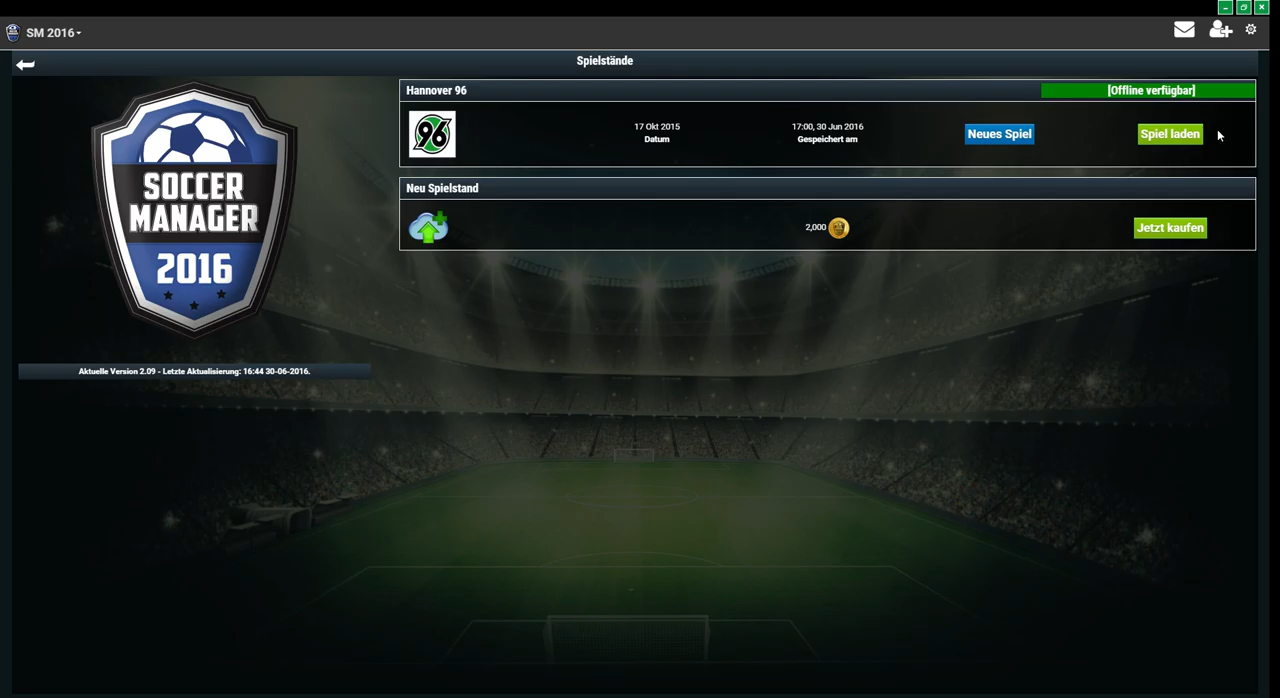 SM 2016
Spielstände
SOCCER
MANAGER
2016
Aktuelle Version 2.09 - Letzte Aktualisierung: 16:44 30-06-2016.
Hannover 96
[Offline verfügbar]
96
17 Okt 2015
Datum
17:00, 30 Jun 2016
Gespeichert am
Neues Spiel
Spiel laden
Neu Spielstand
2,000
Jetzt kaufen